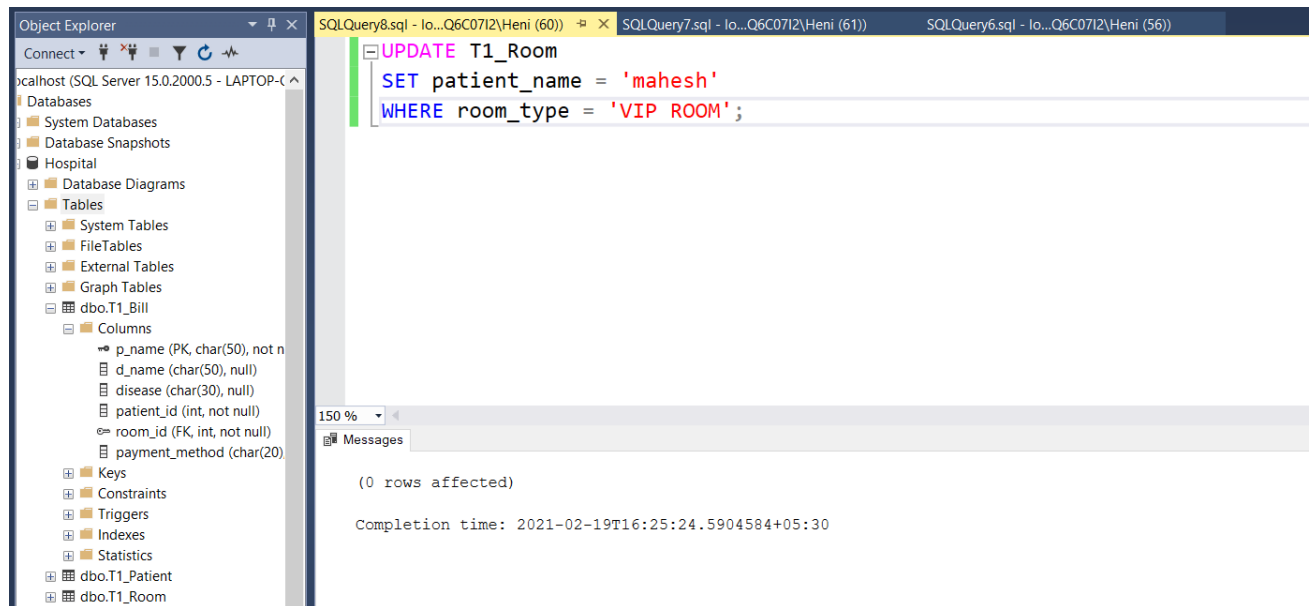 Object Explorer
Connect
ocalhost (SQL Server 15.0.2000.5 - LAPTOP-
Databases
System Databases
Database Snapshots
Hospital
Database Diagrams
Tables
System Tables
FileTables
External Tables
Graph Tables
dbo.T1_Bill
Columns
p_name (PK, char(50), not n
d_name (char(50), null)
disease (char(30), null)
patient_id (int, not null)
room_id (FK, int, not null)
payment_method (char(20),
Keys
Constraints
Triggers
Indexes
Statistics
dbo.T1_Patient
dbo.T1_Room
SQLQuery8.sql - lo...Q6C07I2\Heni (60))
SQLQuery7.sql - lo...Q6C07I2\Heni (61))
SQLQuery6.sql - lo...Q6C07I2\Heni (56))
UPDATE T1_Room
SET patient_name = 'mahesh'
WHERE room_type = 'VIP ROOM';
150 %
Messages
(0 rows affected)
Completion time: 2021-02-19T16:25:24.5904584+05:30